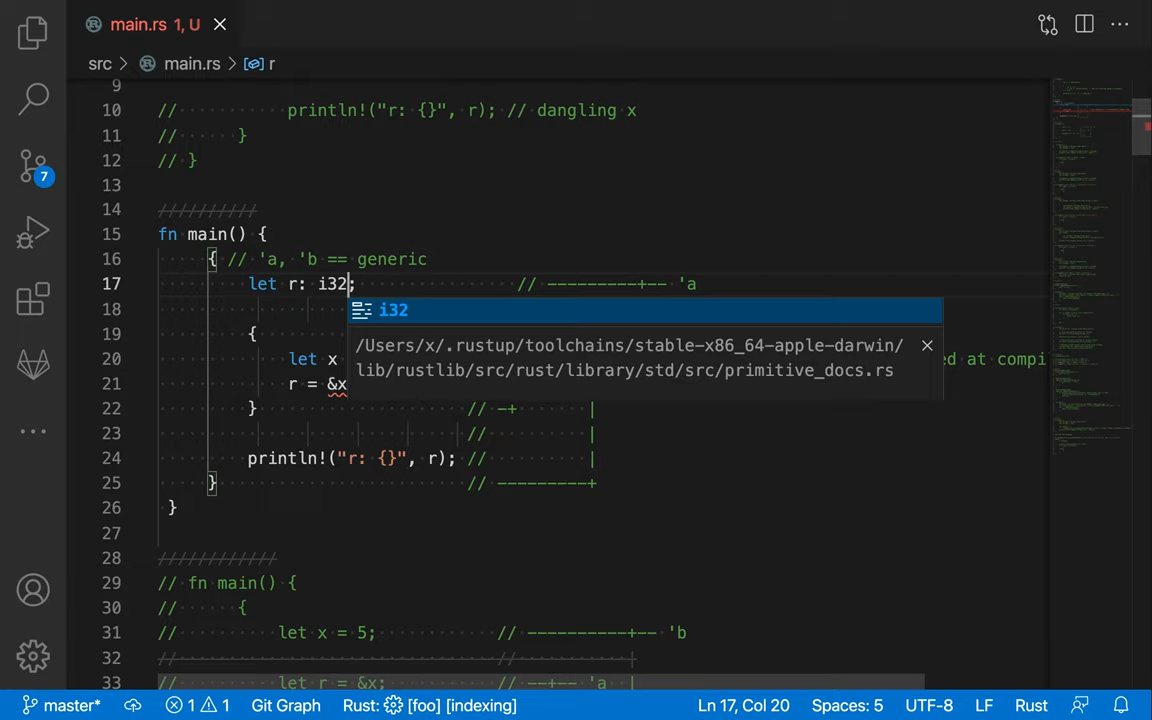 main.rs 1, U
src > main.rs > r
9
10 // println!("r: {}", r); // dangling x
11 // }
12 // }
13
14 //////////
15 fn main() {
16 { // 'a, 'b == generic
17 let r: i32; // ---------+-- 'a
18 i32
19 {
/Users/x/.rustup/toolchains/stable-x86_64-apple-darwin/
lib/rustlib/src/rust/library/std/src/primitive_docs.rs
20 let x ed at compi
21 r = &x
22 } // -+ |
23 // |
24 println!("r: {}", r); // |
25 } // ---------+
26 }
27
28 ////////////
29 // fn main() {
30 // {
31 // let x = 5; // ----------+-- 'b
32 // // |
33 // let r = &x; // --+-- 'a |
7
master* 1 1 Git Graph Rust: [foo] [indexing] Ln 17, Col 20 Spaces: 5 UTF-8 LF Rust